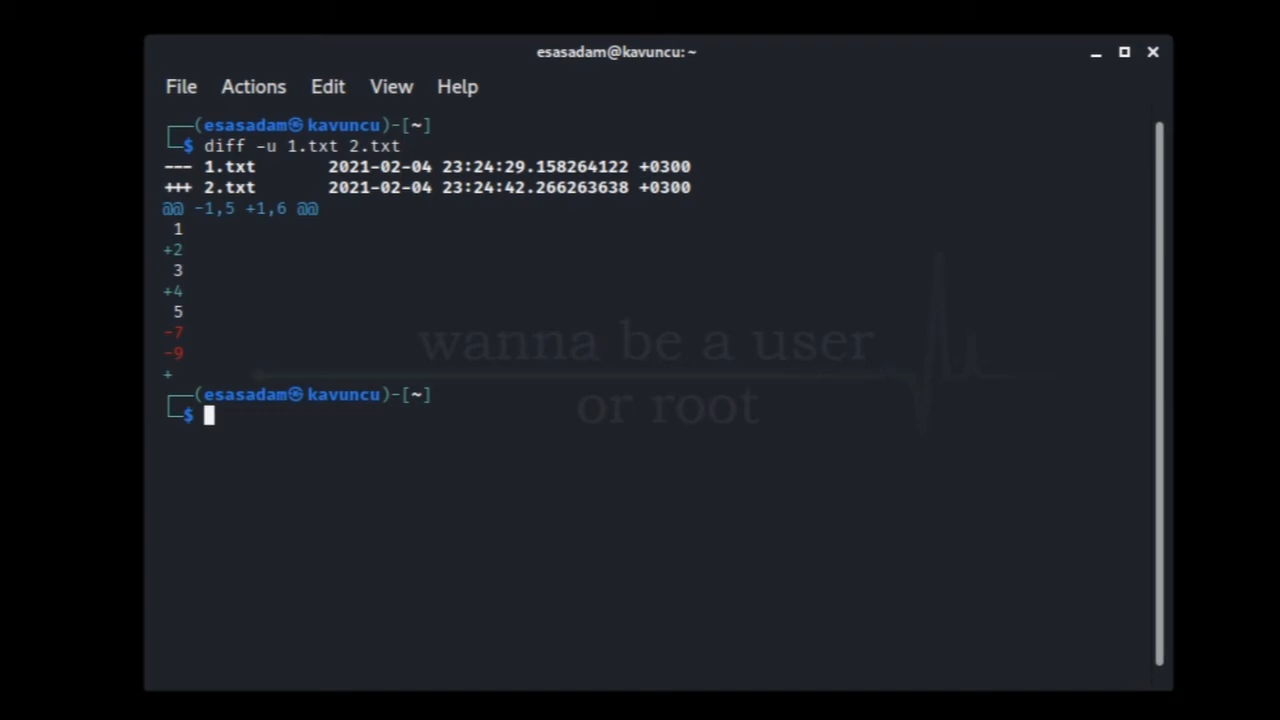 esasadam@kavuncu: ~
File Actions Edit View Help
┌──(esasadam㉿kavuncu)-[~]
└─$ diff -u 1.txt 2.txt
--- 1.txt	2021-02-04 23:24:29.158264122 +0300
+++ 2.txt	2021-02-04 23:24:42.266263638 +0300
@@ -1,5 +1,6 @@
 1
+2
 3
+4
 5
-7
-9
+
┌──(esasadam㉿kavuncu)-[~]
└─$
wanna be a user
or root